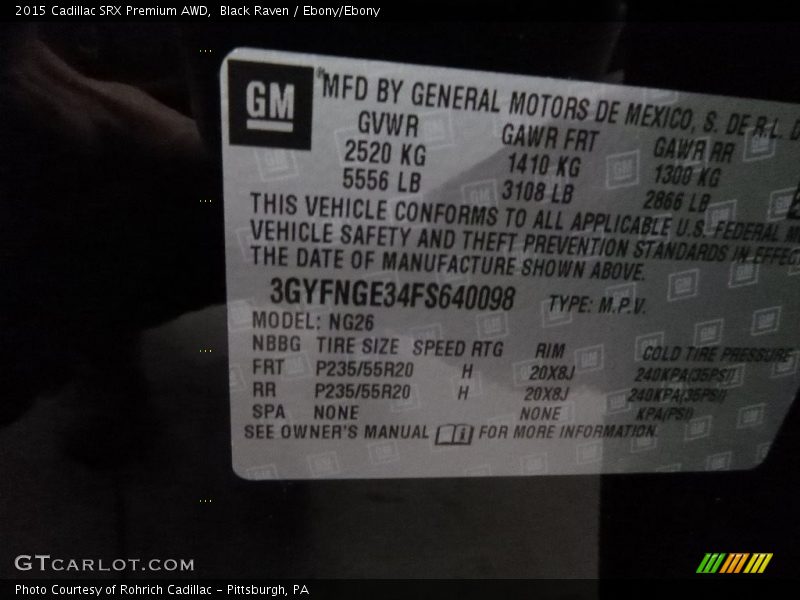 2015 Cadillac SRX Premium AWD, Black Raven / Ebony/Ebony
GM ® MFD BY GENERAL MOTORS DE MEXICO, S. DE R.L. D
GVWR GAWR FRT GAWR RR
2520 KG 1410 KG 1300 KG
5556 LB 3108 LB 2866 LB
THIS VEHICLE CONFORMS TO ALL APPLICABLE U.S. FEDERAL M
VEHICLE SAFETY AND THEFT PREVENTION STANDARDS IN EFFEC
THE DATE OF MANUFACTURE SHOWN ABOVE.
3GYFNGE34FS640098 TYPE: M.P.V.
MODEL: NG26
NBBG TIRE SIZE SPEED RTG RIM COLD TIRE PRESSURE
FRT P235/55R20 H 20X8J 240KPA(35PSI)
RR P235/55R20 H 20X8J 240KPA(35PSI)
SPA NONE NONE KPA(PSI)
SEE OWNER'S MANUAL FOR MORE INFORMATION.
GTCARLOT.COM
Photo Courtesy of Rohrich Cadillac - Pittsburgh, PA